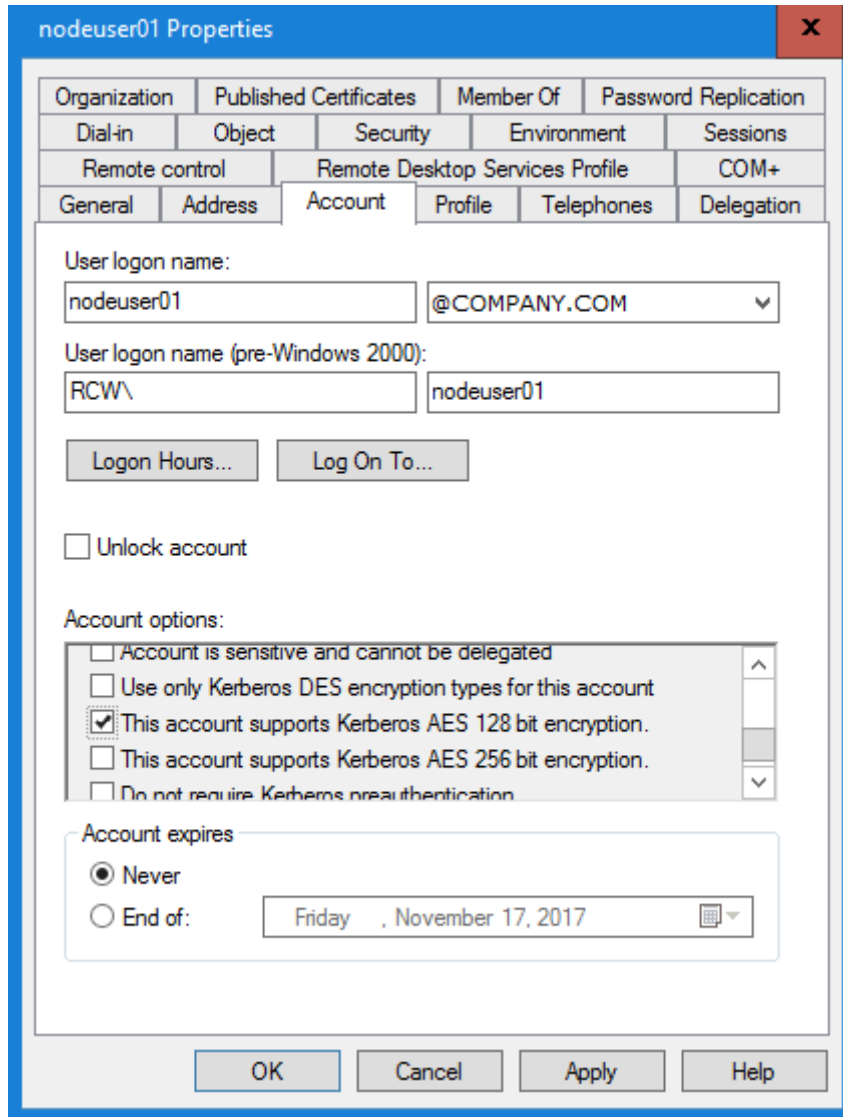 nodeuser01 Properties
x
Organization Published Certificates Member Of Password Replication
Dial-in Object Security Environment Sessions
Remote control Remote Desktop Services Profile COM+
General Address Account Profile Telephones Delegation
User logon name:
nodeuser01 @COMPANY.COM
User logon name (pre-Windows 2000):
RCW\ nodeuser01
Logon Hours... Log On To...
Unlock account
Account options:
Account is sensitive and cannot be delegated
Use only Kerberos DES encryption types for this account
This account supports Kerberos AES 128 bit encryption.
This account supports Kerberos AES 256 bit encryption.
Do not require Kerberos preauthentication
Account expires
Never
End of: Friday , November 17, 2017
OK Cancel Apply Help